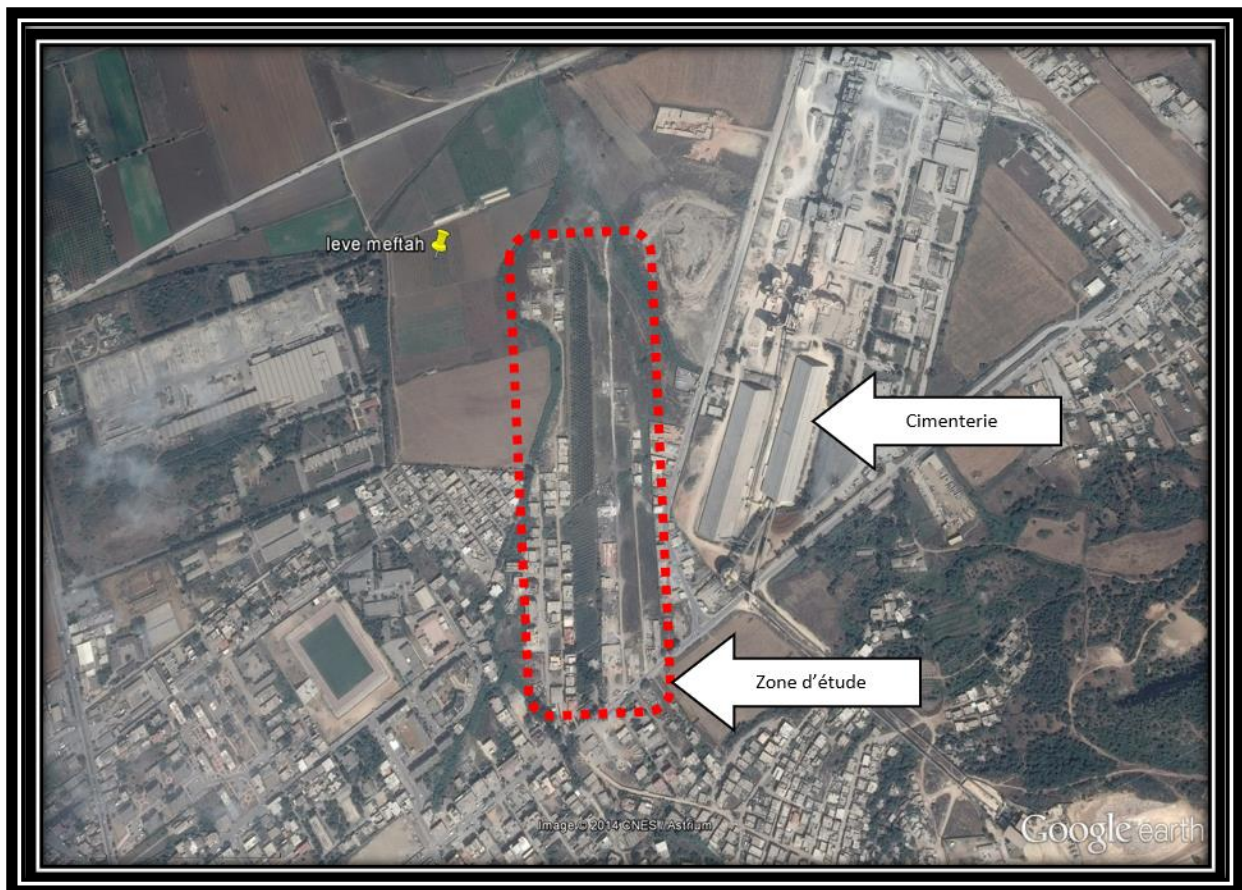 leve meftah
Cimenterie
Zone d'étude
Image © 2014 CNES / Astrium
Google earth